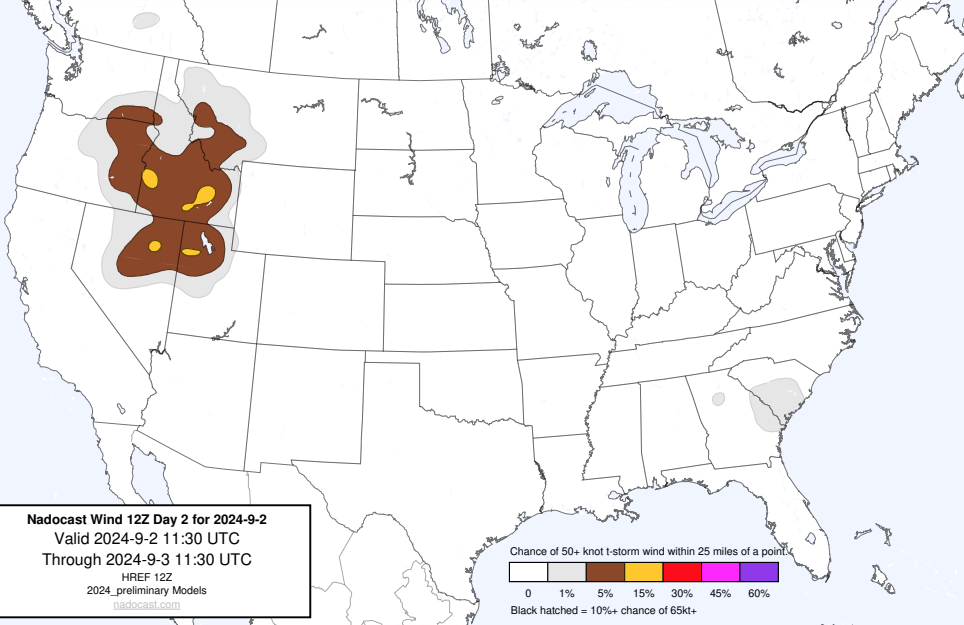 Nadocast Wind 12Z Day 2 for 2024-9-2
Valid 2024-9-2 11:30 UTC
Through 2024-9-3 11:30 UTC
HREF 12Z
2024_preliminary Models
nadocast.com
Chance of 50+ knot t-storm wind within 25 miles of a point.
0 1% 5% 15% 30% 45% 60%
Black hatched = 10%+ chance of 65kt+